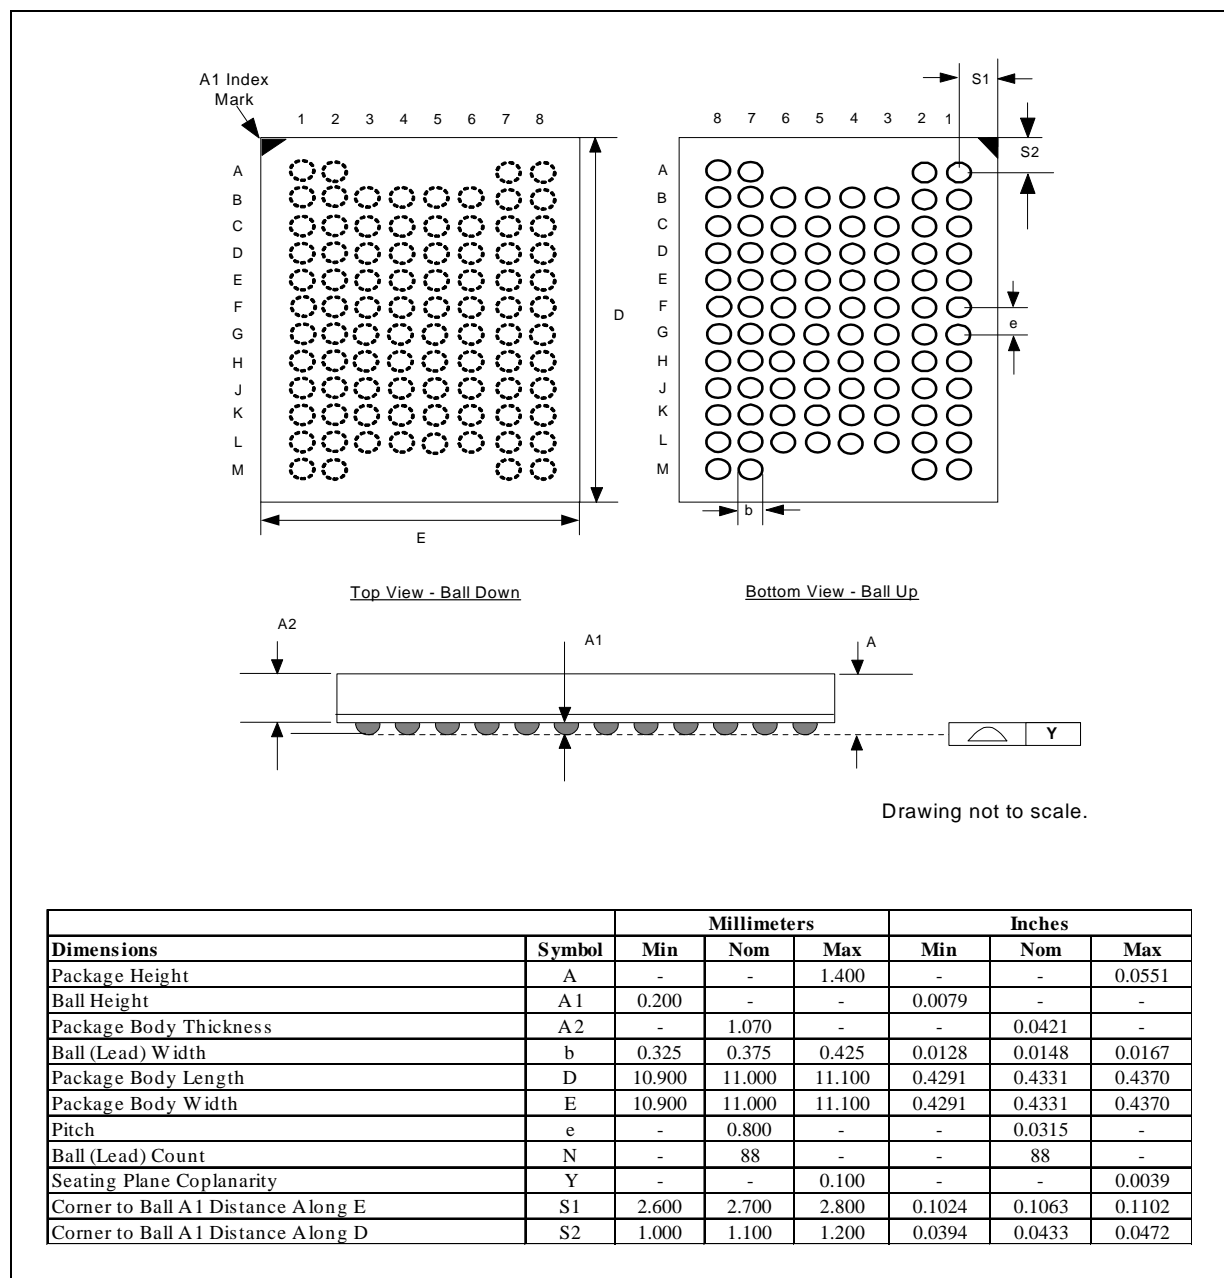 A1 Index
Mark
S1
1 2 3 4 5 6 7 8
8 7 6 5 4 3 2 1
S2
A
B
C
D
E
F
G
H
J
K
L
M
D
E
A
B
C
D
E
F
G
H
J
K
L
M
e
b
Top View - Ball Down
Bottom View - Ball Up
A2
A1
A
Y
Drawing not to scale.
Millimeters Inches
Dimensions Symbol Min Nom Max Min Nom Max
Package Height A - - 1.400 - - 0.0551
Ball Height A1 0.200 - - 0.0079 - -
Package Body Thickness A2 - 1.070 - - 0.0421 -
Ball (Lead) Width b 0.325 0.375 0.425 0.0128 0.0148 0.0167
Package Body Length D 10.900 11.000 11.100 0.4291 0.4331 0.4370
Package Body Width E 10.900 11.000 11.100 0.4291 0.4331 0.4370
Pitch e - 0.800 - - 0.0315 -
Ball (Lead) Count N - 88 - - 88 -
Seating Plane Coplanarity Y - - 0.100 - - 0.0039
Corner to Ball A1 Distance Along E S1 2.600 2.700 2.800 0.1024 0.1063 0.1102
Corner to Ball A1 Distance Along D S2 1.000 1.100 1.200 0.0394 0.0433 0.0472